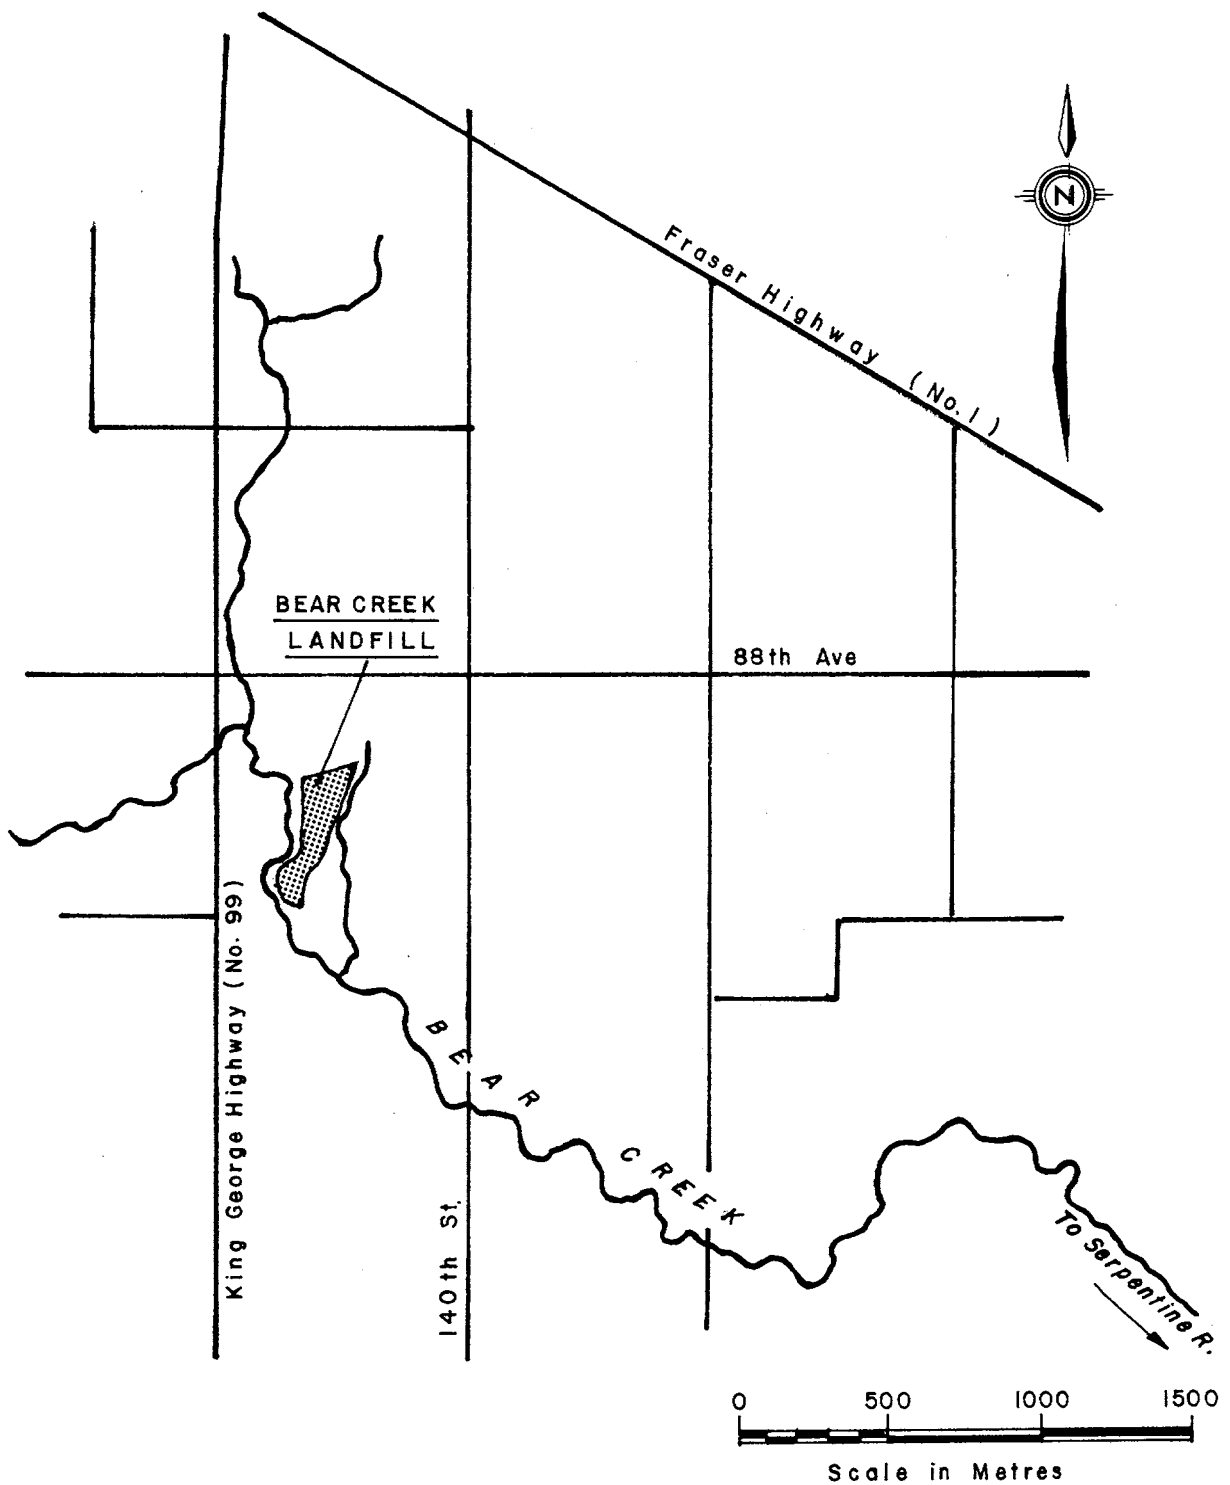 N
Fraser Highway (No. 1)
BEAR CREEK
LANDFILL
88th Ave
King George Highway (No. 99)
BEAR CREEK
140th St.
To Serpentine R.
0 500 1000 1500
Scale in Metres